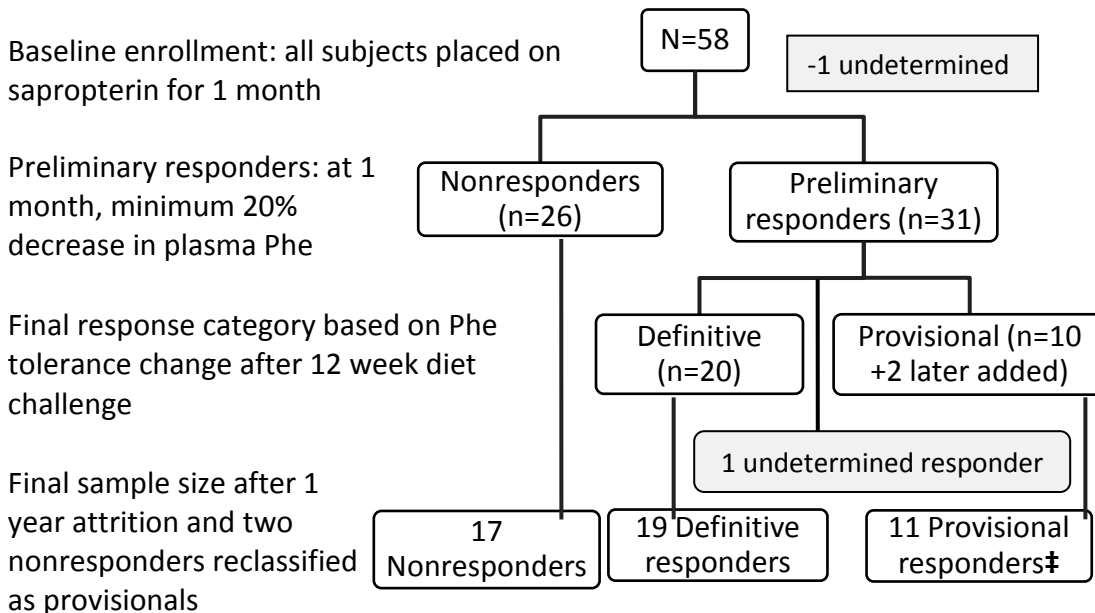 Baseline enrollment: all subjects placed on
sapropterin for 1 month
N=58
-1 undetermined
Preliminary responders: at 1
month, minimum 20%
decrease in plasma Phe
Nonresponders
(n=26)
Preliminary
responders (n=31)
Final response category based on Phe
tolerance change after 12 week diet
challenge
Definitive
(n=20)
Provisional (n=10
+2 later added)
1 undetermined responder
Final sample size after 1
year attrition and two
nonresponders reclassified
as provisionals
17
Nonresponders
19 Definitive
responders
11 Provisional
responders‡